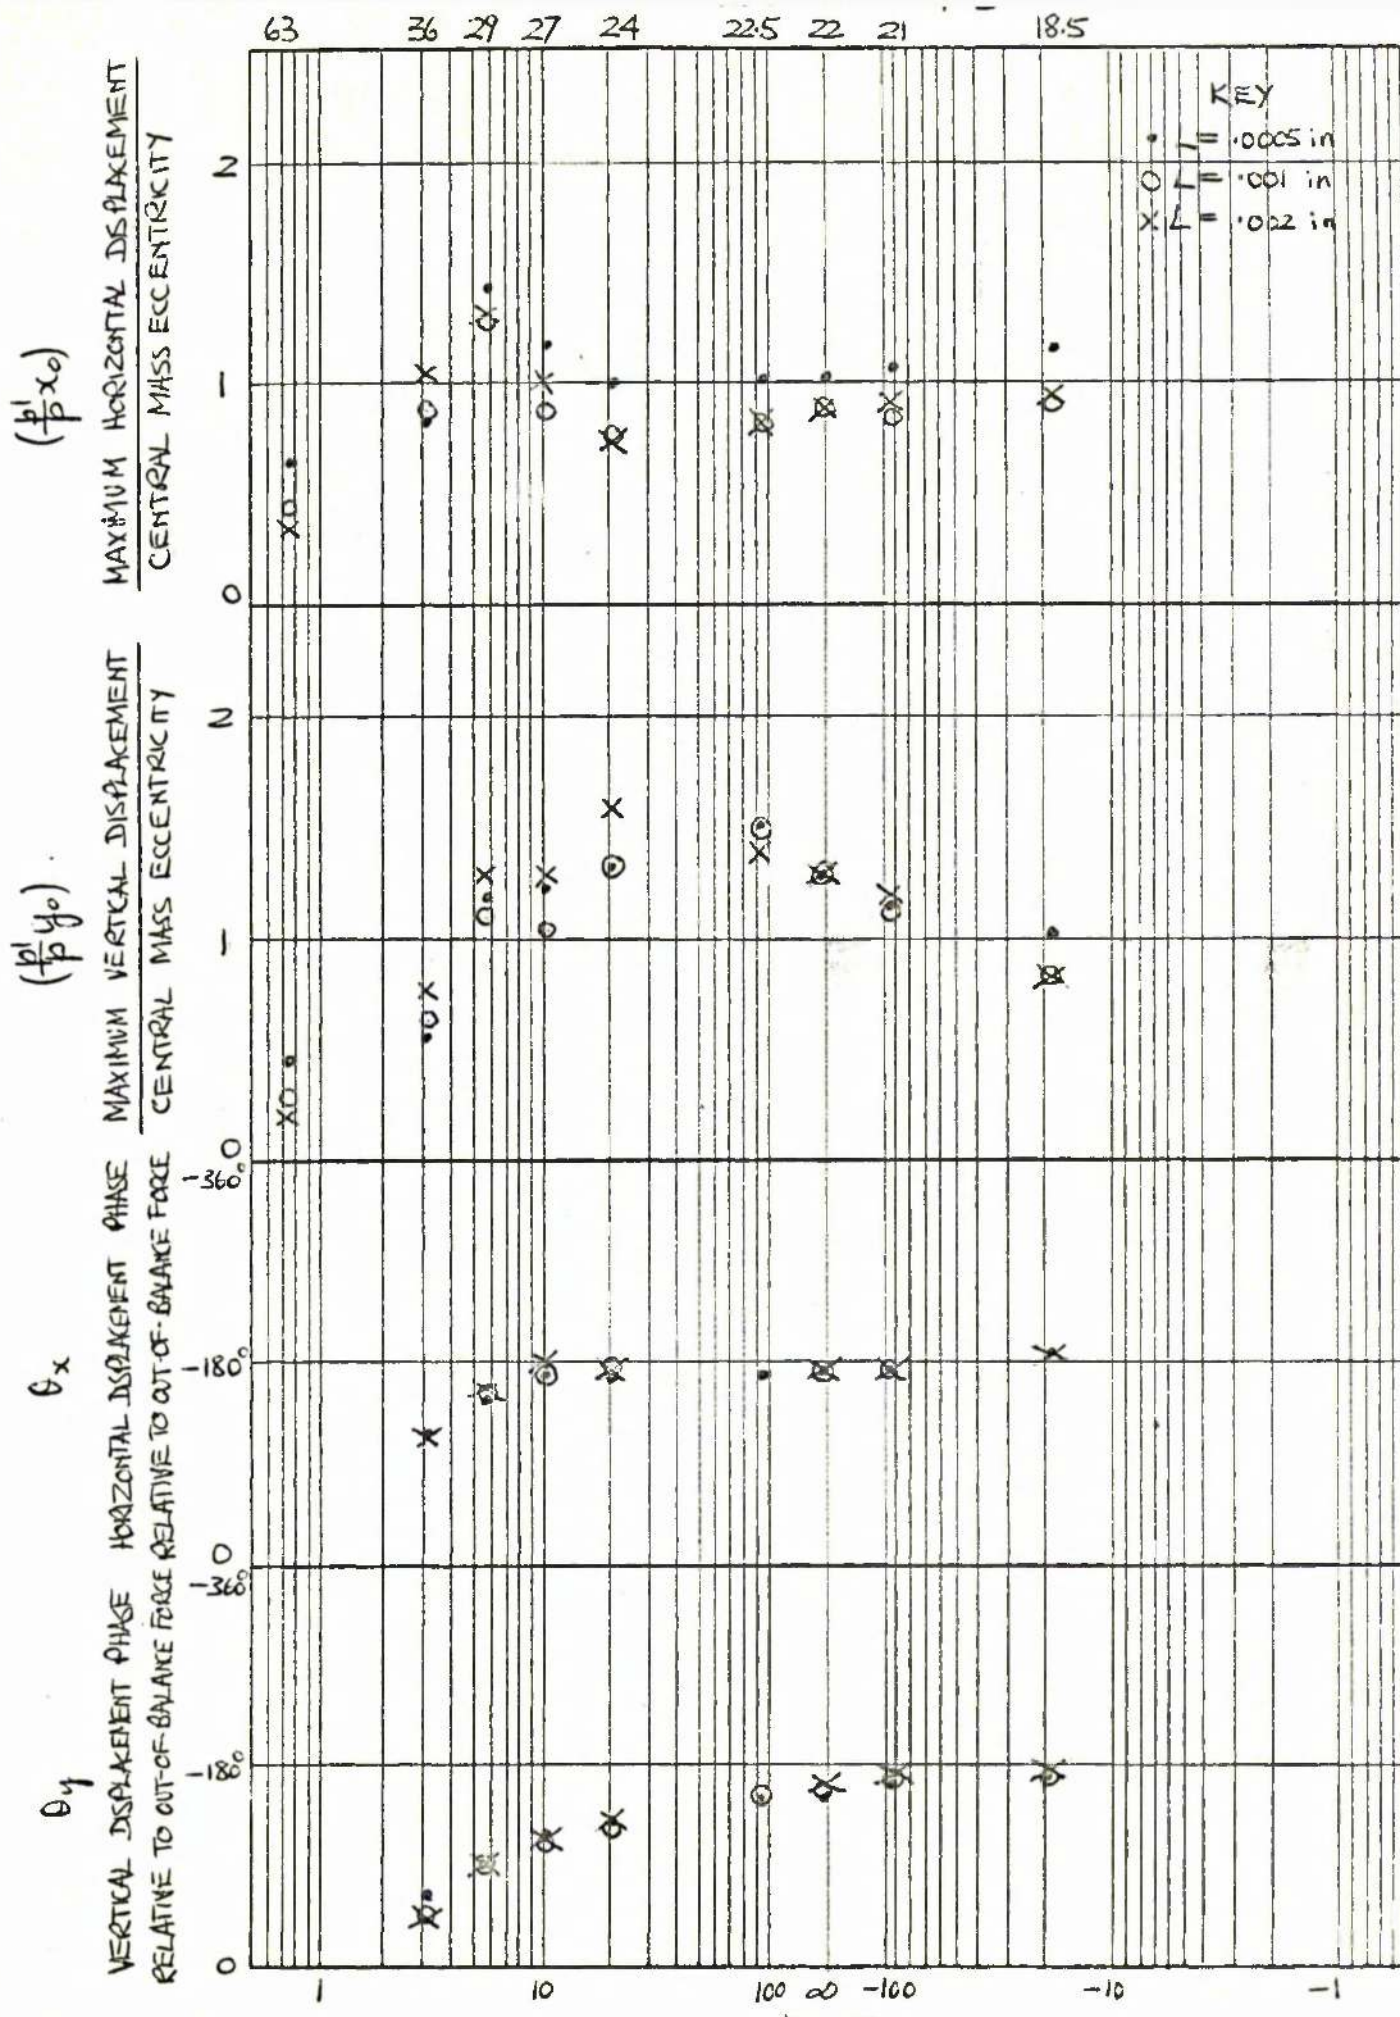 63 36 29 27 24 22.5 22 21 18.5
KEY
• L = .0005 in
O L = .001 in
X L = .002 in
(p'/p x₀)
MAXIMUM HORIZONTAL DISPLACEMENT
CENTRAL MASS ECCENTRICITY
2
1
0
(p'/p y₀).
MAXIMUM VERTICAL DISPLACEMENT
CENTRAL MASS ECCENTRICITY
2
1
0
θx
HORIZONTAL DISPLACEMENT PHASE
RELATIVE TO OUT-OF-BALANCE FORCE
-360°
-180°
0
θy
VERTICAL DISPLACEMENT PHASE
RELATIVE TO OUT-OF-BALANCE FORCE
-360°
-180°
0
1 10 100 ∞ -100 -10 -1